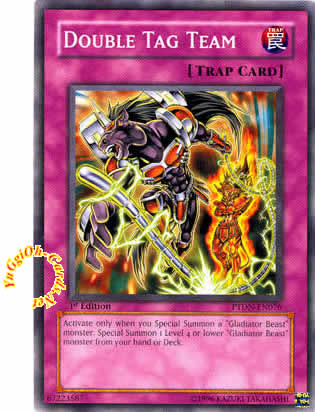 Double Tag Team
TRAP
罠
[Trap Card]
YuGgiOh-Cards.Net
1st Edition
PTDN-EN076
Activate only when you Special Summon a "Gladiator Beast"
monster. Special Summon 1 Level 4 or lower "Gladiator Beast"
monster from your hand or Deck.
67223587
©1996 KAZUKI TAKAHASHI